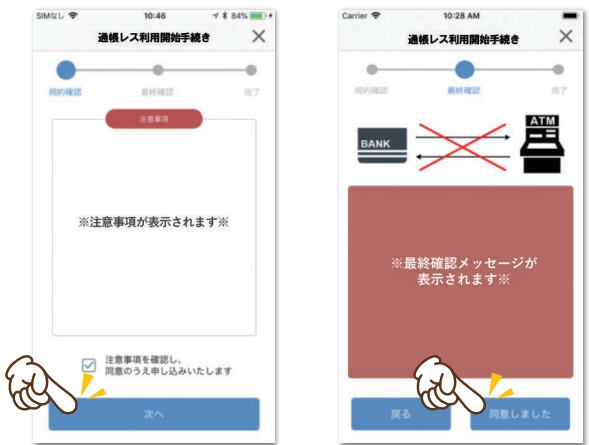 SIMなし 10:46 84%
通帳レス利用開始手続き ×
規約確認 最終確認 完了
注意事項
※注意事項が表示されます※
注意事項を確認し、
同意のうえ申し込みいたします
次へ
Carrier 10:28 AM
通帳レス利用開始手続き ×
規約確認 最終確認 完了
BANK
ATM
※最終確認メッセージが
表示されます※
戻る
同意しました